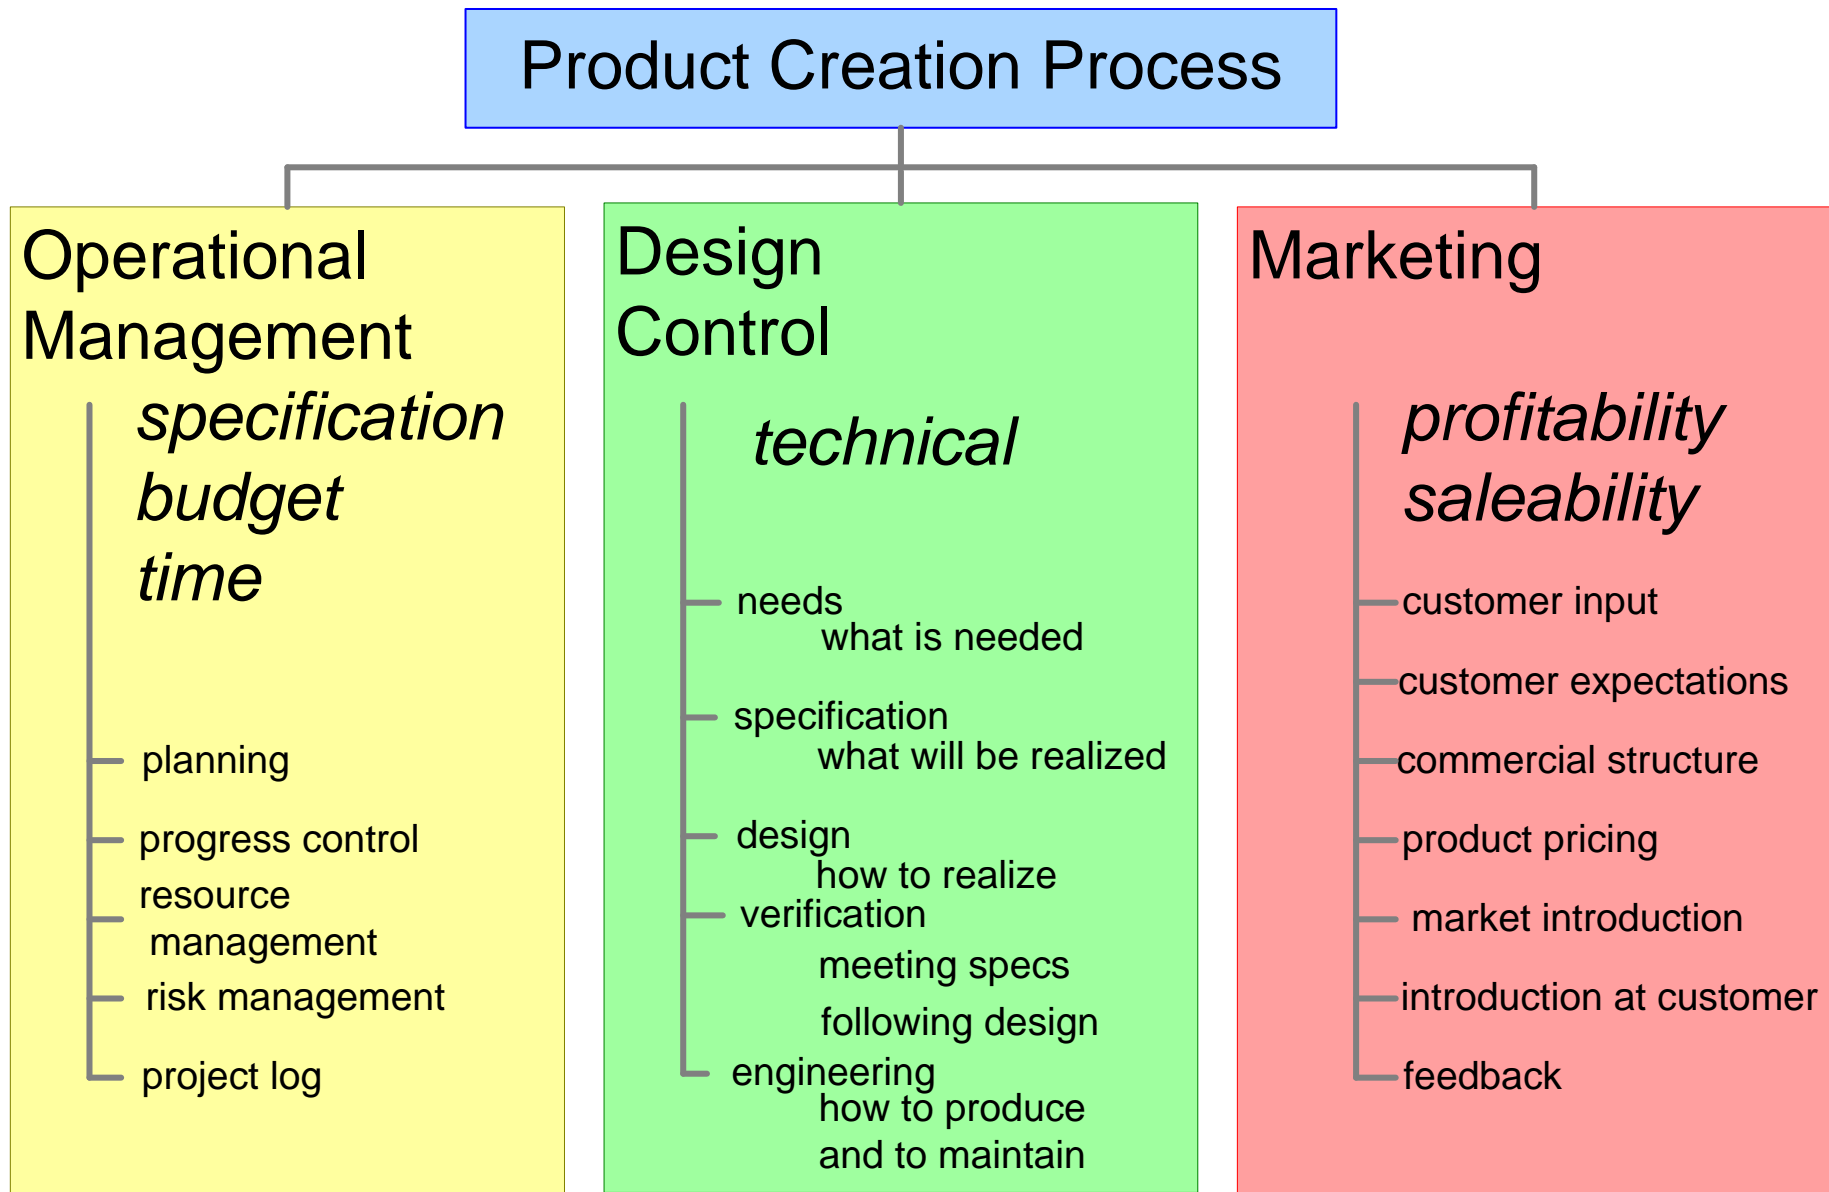 Product Creation Process
Operational
Management
specification
budget
time
planning
progress control
resource
management
risk management
project log
Design
Control
technical
needs
what is needed
specification
what will be realized
design
how to realize
verification
meeting specs
following design
engineering
how to produce
and to maintain
Marketing
profitability
saleability
customer input
customer expectations
commercial structure
product pricing
market introduction
introduction at customer
feedback